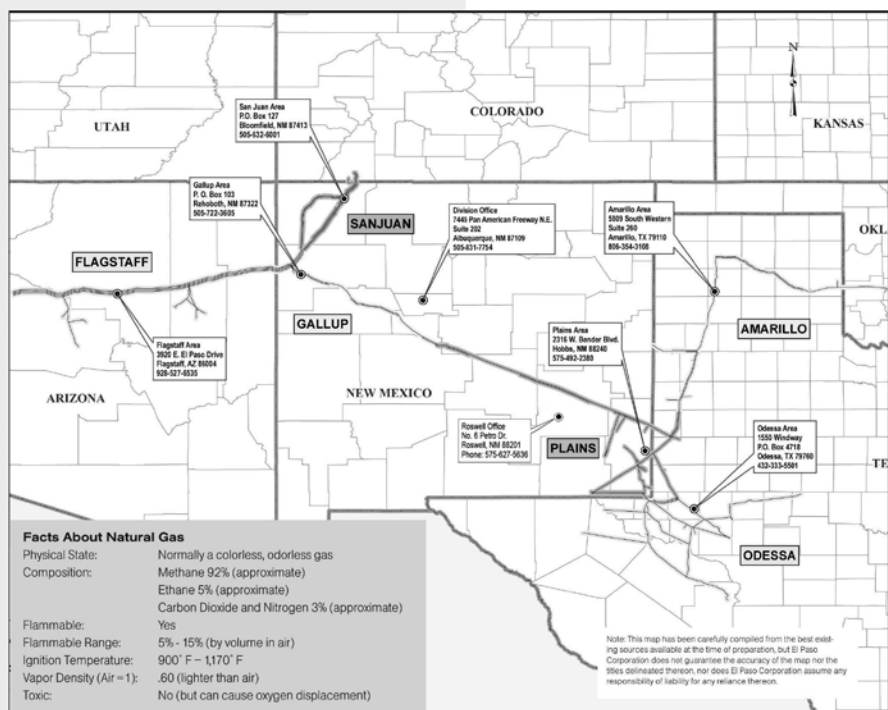 UTAH
COLORADO
KANSAS
N
San Juan Area
P.O. Box 127
Bloomfield, NM 87413
505-632-6001
Gallup Area
P. O. Box 103
Rehoboth, NM 87322
505-722-3605
SANJUAN
Division Office
7445 Pan American Freeway N.E.
Suite 202
Albuquerque, NM 87109
505-831-7754
Amarillo Area
5809 South Western
Suite 260
Amarillo, TX 79110
806-354-3108
OKL
FLAGSTAFF
GALLUP
AMARILLO
Flagstaff Area
3920 E. El Paso Drive
Flagstaff, AZ 86004
928-527-6535
Plains Area
2316 W. Bender Blvd.
Hobbs, NM 88240
575-492-2380
ARIZONA
NEW MEXICO
Roswell Office
No. 6 Petro Dr.
Roswell, NM 88201
Phone: 575-627-5636
PLAINS
Odessa Area
1550 Windway
P.O. Box 4718
Odessa, TX 79760
432-333-5501
TE
ODESSA
Facts About Natural Gas
Physical State: Normally a colorless, odorless gas
Composition: Methane 92% (approximate)
Ethane 5% (approximate)
Carbon Dioxide and Nitrogen 3% (approximate)
Flammable: Yes
Flammable Range: 5% - 15% (by volume in air)
Ignition Temperature: 900° F – 1,170° F
Vapor Density (Air = 1): .60 (lighter than air)
Toxic: No (but can cause oxygen displacement)
Note: This map has been carefully compiled from the best exist-
ing sources available at the time of preparation, but El Paso
Corporation does not guarantee the accuracy of the map nor the
titles delineated thereon, nor does El Paso Corporation assume any
responsibility of liability for any reliance thereon.